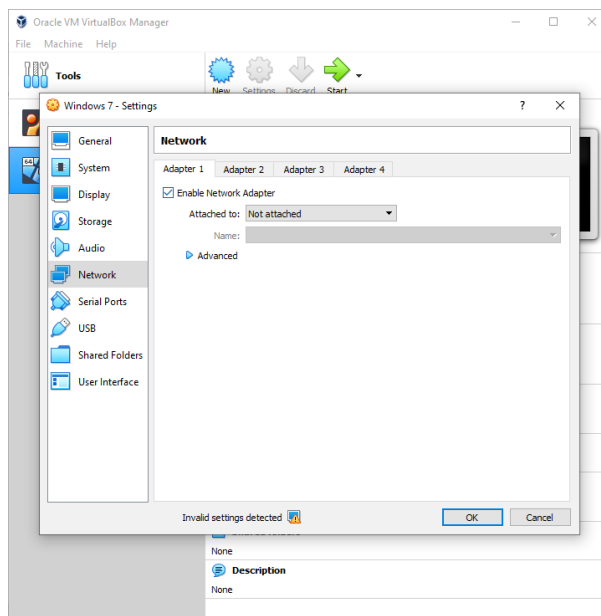 Oracle VM VirtualBox Manager
File Machine Help
Tools
New Settings Discard Start
Windows 7 - Settings
General
System
Display
Storage
Audio
Network
Serial Ports
USB
Shared Folders
User Interface
Network
Adapter 1 Adapter 2 Adapter 3 Adapter 4
Enable Network Adapter
Attached to: Not attached
Name:
Advanced
Invalid settings detected
OK Cancel
None
Description
None